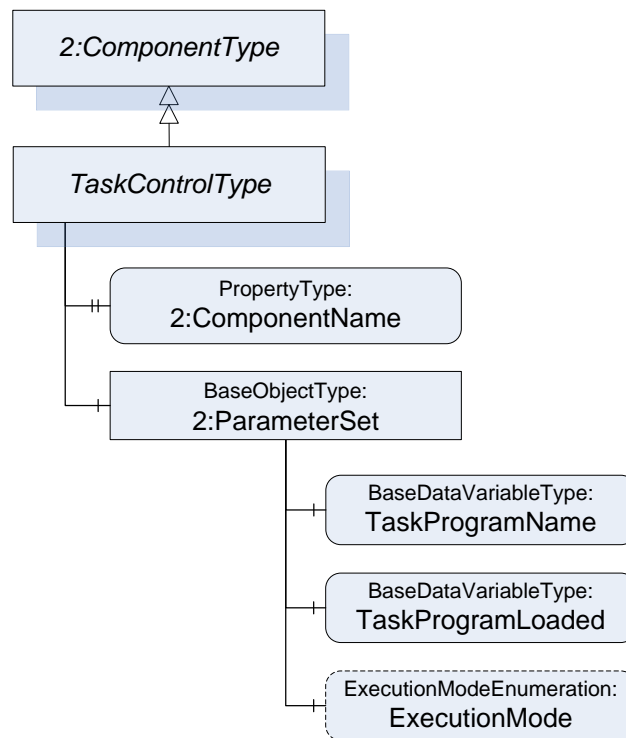 2:ComponentType
TaskControlType
PropertyType:
2:ComponentName
BaseObjectType:
2:ParameterSet
BaseDataVariableType:
TaskProgramName
BaseDataVariableType:
TaskProgramLoaded
ExecutionModeEnumeration:
ExecutionMode